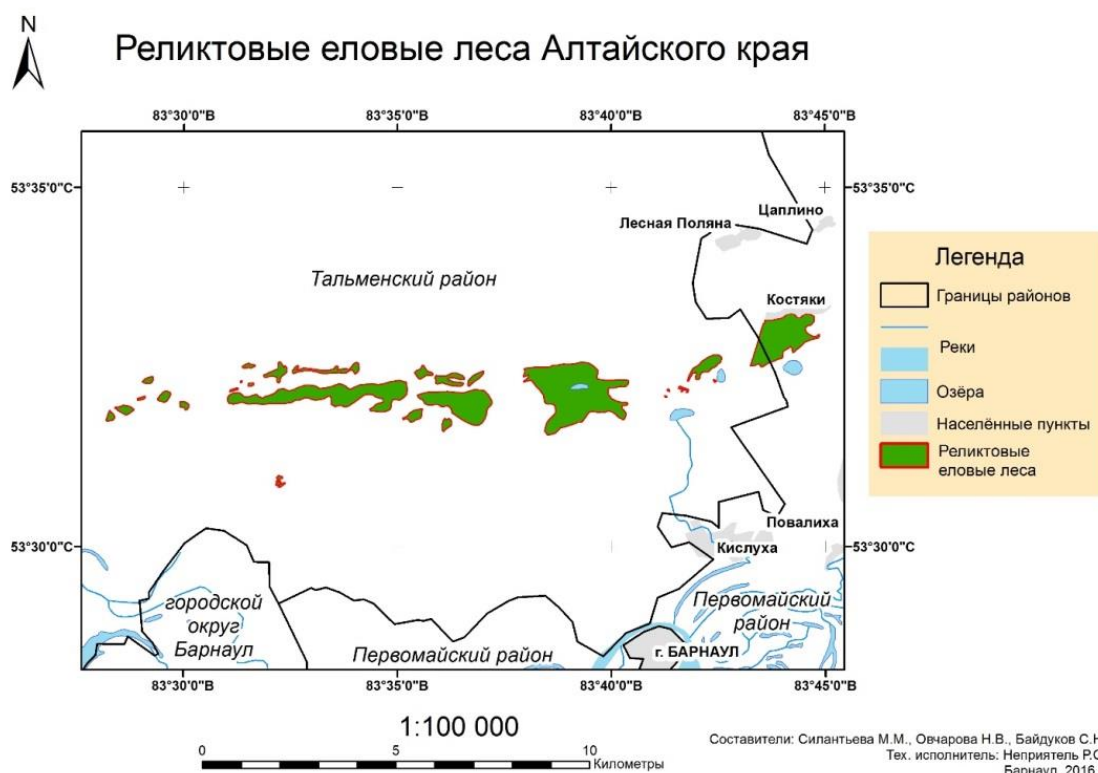 N
Реликтовые еловые леса Алтайского края
83°30'0"В 83°35'0"В 83°40'0"В 83°45'0"В
53°35'0"С 53°35'0"С
Цаплино
Лесная Поляна
Тальменский район
Костяки
Легенда
Границы районов
Реки
Озёра
Населённые пункты
Реликтовые
еловые леса
Повалиха
Кислуха
53°30'0"С 53°30'0"С
городской
округ
Барнаул
Первомайский
район
Первомайский район
г. БАРНАУЛ
83°30'0"В 83°35'0"В 83°40'0"В 83°45'0"В
1:100 000
0 5 10
Километры
Составители: Силантьева М.М., Овчарова Н.В., Байдуков С.Н
Тех. исполнитель: Неприятель Р.С
Барнаул, 2016